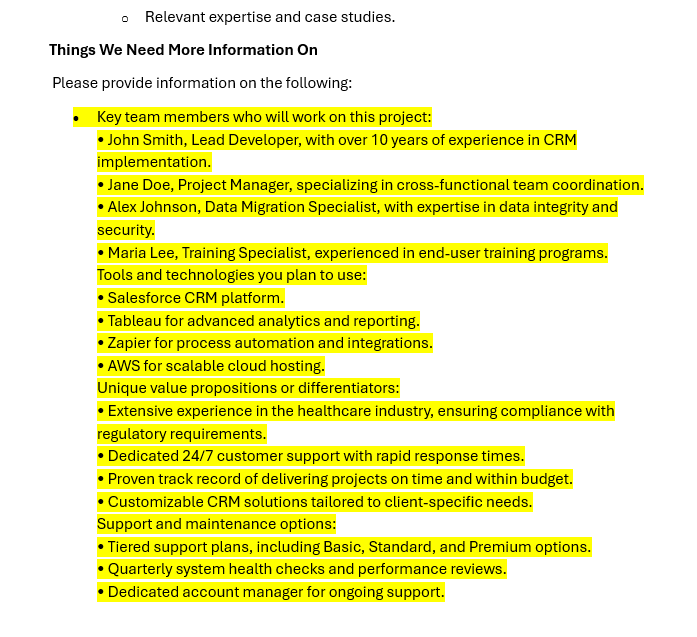 o Relevant expertise and case studies.
Things We Need More Information On
Please provide information on the following:
• Key team members who will work on this project:
• John Smith, Lead Developer, with over 10 years of experience in CRM
implementation.
• Jane Doe, Project Manager, specializing in cross-functional team coordination.
• Alex Johnson, Data Migration Specialist, with expertise in data integrity and
security.
• Maria Lee, Training Specialist, experienced in end-user training programs.
Tools and technologies you plan to use:
• Salesforce CRM platform.
• Tableau for advanced analytics and reporting.
• Zapier for process automation and integrations.
• AWS for scalable cloud hosting.
Unique value propositions or differentiators:
• Extensive experience in the healthcare industry, ensuring compliance with
regulatory requirements.
• Dedicated 24/7 customer support with rapid response times.
• Proven track record of delivering projects on time and within budget.
• Customizable CRM solutions tailored to client-specific needs.
Support and maintenance options:
• Tiered support plans, including Basic, Standard, and Premium options.
• Quarterly system health checks and performance reviews.
• Dedicated account manager for ongoing support.